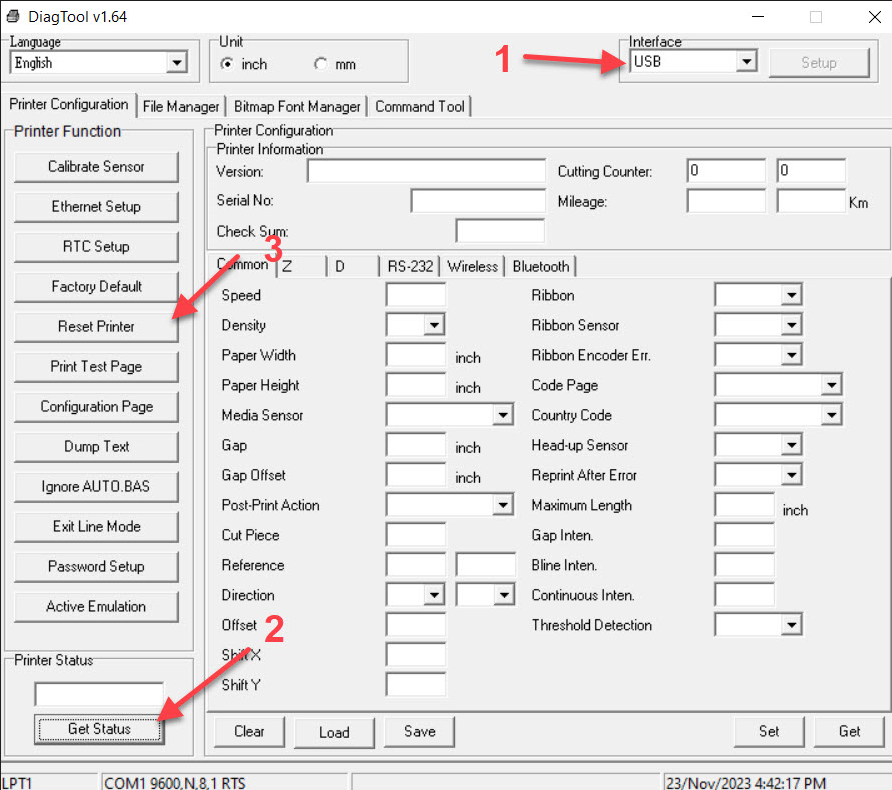 DiagTool v1.64
Language
English
Unit
inch
mm
1
Interface
USB
Setup
Printer Configuration
File Manager
Bitmap Font Manager
Command Tool
Printer Function
Calibrate Sensor
Ethernet Setup
RTC Setup
Factory Default
Reset Printer
Print Test Page
Configuration Page
Dump Text
Ignore AUTO.BAS
Exit Line Mode
Password Setup
Active Emulation
Printer Status
Get Status
Printer Configuration
Printer Information
Version:
Cutting Counter:
0
0
Serial No:
Mileage:
Km
Check Sum:
3
Common
Z
D
RS-232
Wireless
Bluetooth
Speed
Density
Paper Width
inch
Paper Height
inch
Media Sensor
Gap
inch
Gap Offset
inch
Post-Print Action
Cut Piece
Reference
Direction
Offset
2
Shift X
Shift Y
Ribbon
Ribbon Sensor
Ribbon Encoder Err.
Code Page
Country Code
Head-up Sensor
Reprint After Error
Maximum Length
inch
Gap Inten.
Bline Inten.
Continuous Inten.
Threshold Detection
Clear
Load
Save
Set
Get
LPT1
COM1 9600,N,8,1 RTS
23/Nov/2023 4:42:17 PM